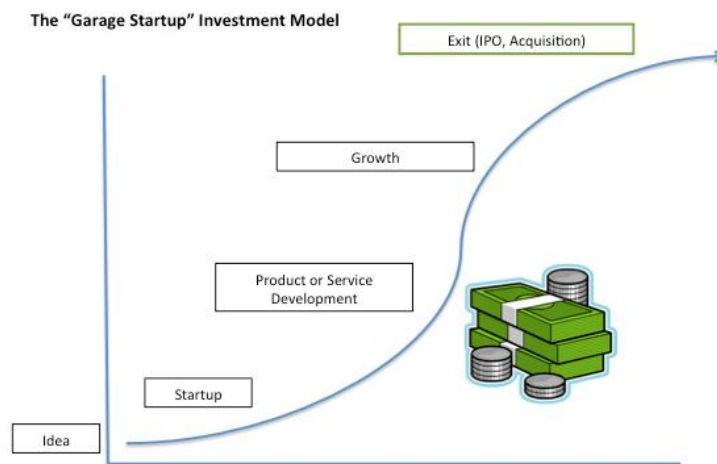 The “Garage Startup” Investment Model
Exit (IPO, Acquisition)
Growth
Product or Service
Development
Startup
Idea